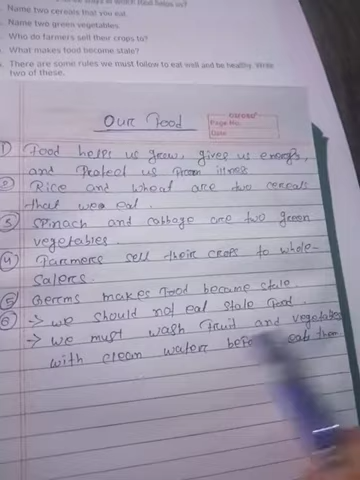 in which food helps us?
Name two cereals that you eat.
Name two green vegetables.
Who do farmers sell their crops to?
What makes food become stale?
There are some rules we must follow to eat well and be healthy. Write
two of these.
Our Food
Page No.
Date
1) Food helps us grow, gives us energy,
and Protect us From illness
2) Rice and wheat are two cereals
that we eat.
3) Spinach and cabbage are two green
vegetables.
4) Farmers sell their crops to whole-
salers.
5) Germs makes Food become stale.
6) → we should not eat stale food.
→ we must wash Fruit and vegetables
with clean water eat them